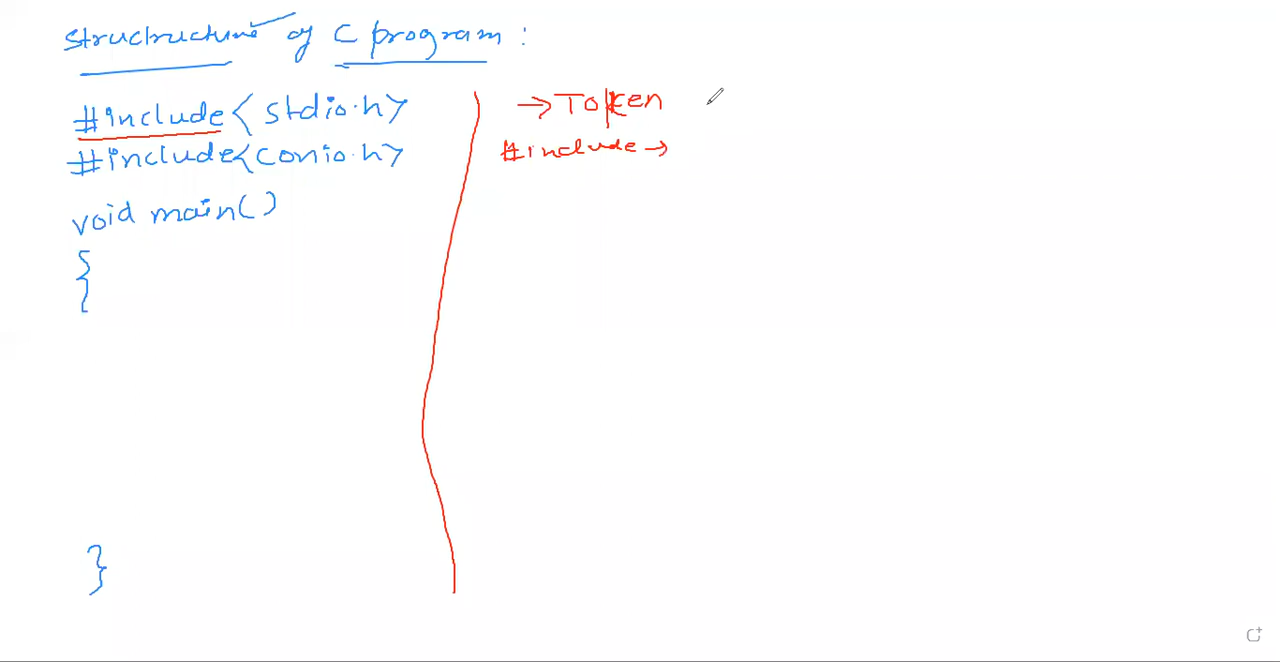 Structructure of C program :
#include< stdio.h>
#include<conio.h>
void main()
{
}
→Token
#include→